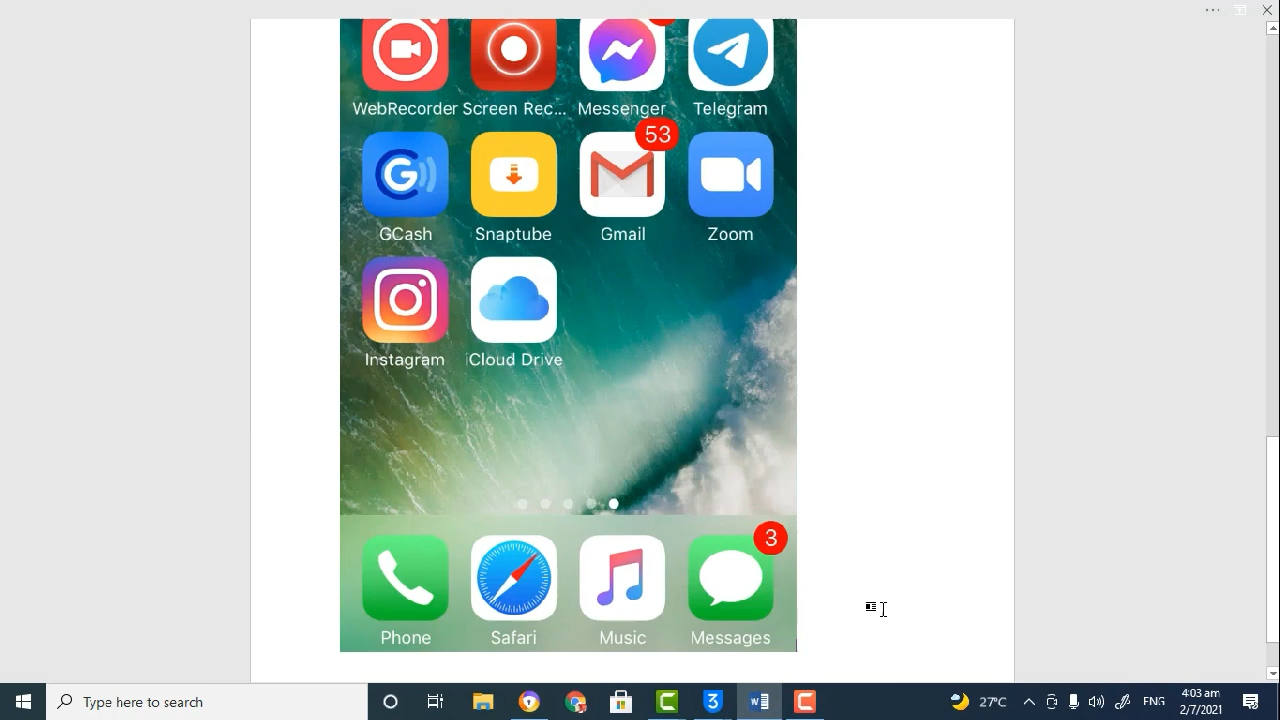 WebRecorder Screen Rec... Messenger Telegram
53
GCash Snaptube Gmail Zoom
Instagram iCloud Drive
3
Phone Safari Music Messages
Type here to search
27°C
ENG
4:03 am
2/7/2021